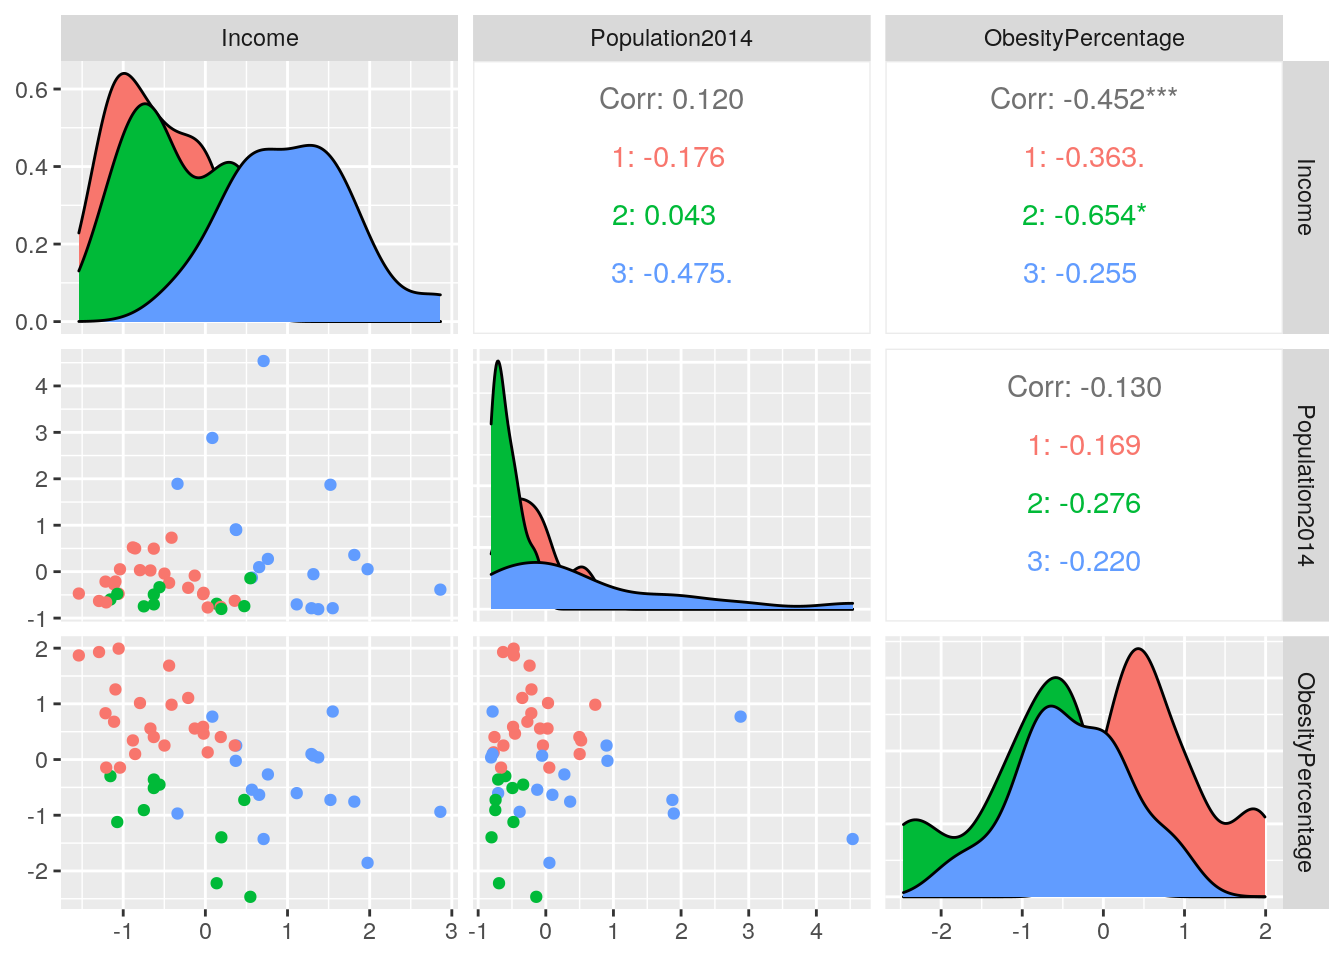 Income
Population2014
ObesityPercentage
0.6
0.4
0.2
0.0
Corr: 0.120
1: -0.176
2: 0.043
3: -0.475.
Corr: -0.452***
1: -0.363.
2: -0.654*
3: -0.255
Income
4
3
2
1
0
-1
Corr: -0.130
1: -0.169
2: -0.276
3: -0.220
Population2014
2
1
0
-1
-2
ObesityPercentage
-1 0 1 2 3
-1 0 1 2 3 4
-2 -1 0 1 2